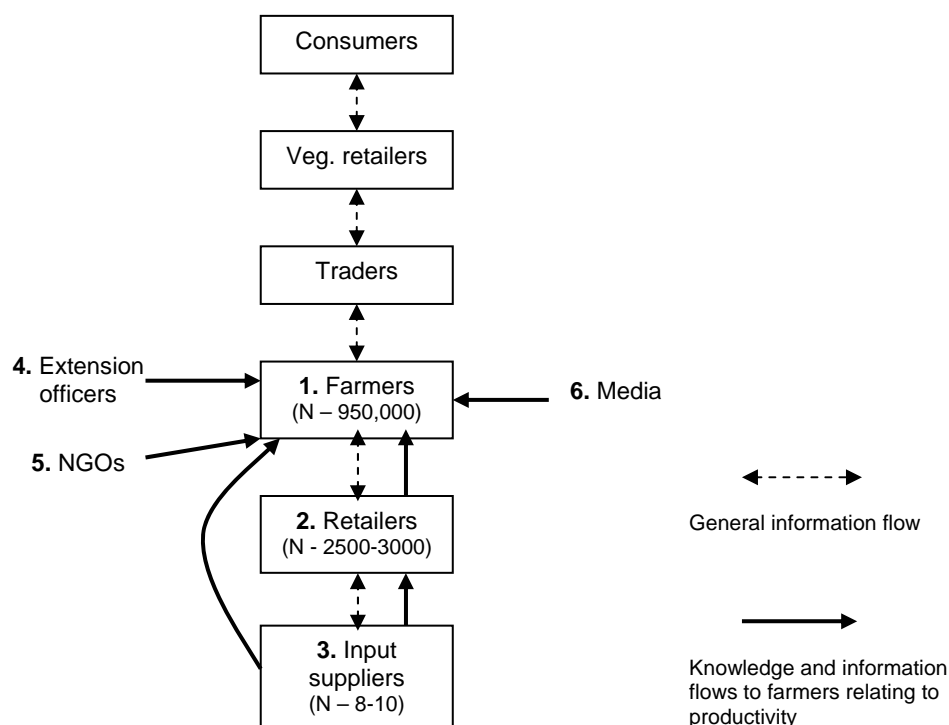 Consumers
Veg. retailers
Traders
4. Extension
officers
1. Farmers
(N – 950,000)
6. Media
5. NGOs
2. Retailers
(N - 2500-3000)
General information flow
3. Input
suppliers
(N – 8-10)
Knowledge and information
flows to farmers relating to
productivity